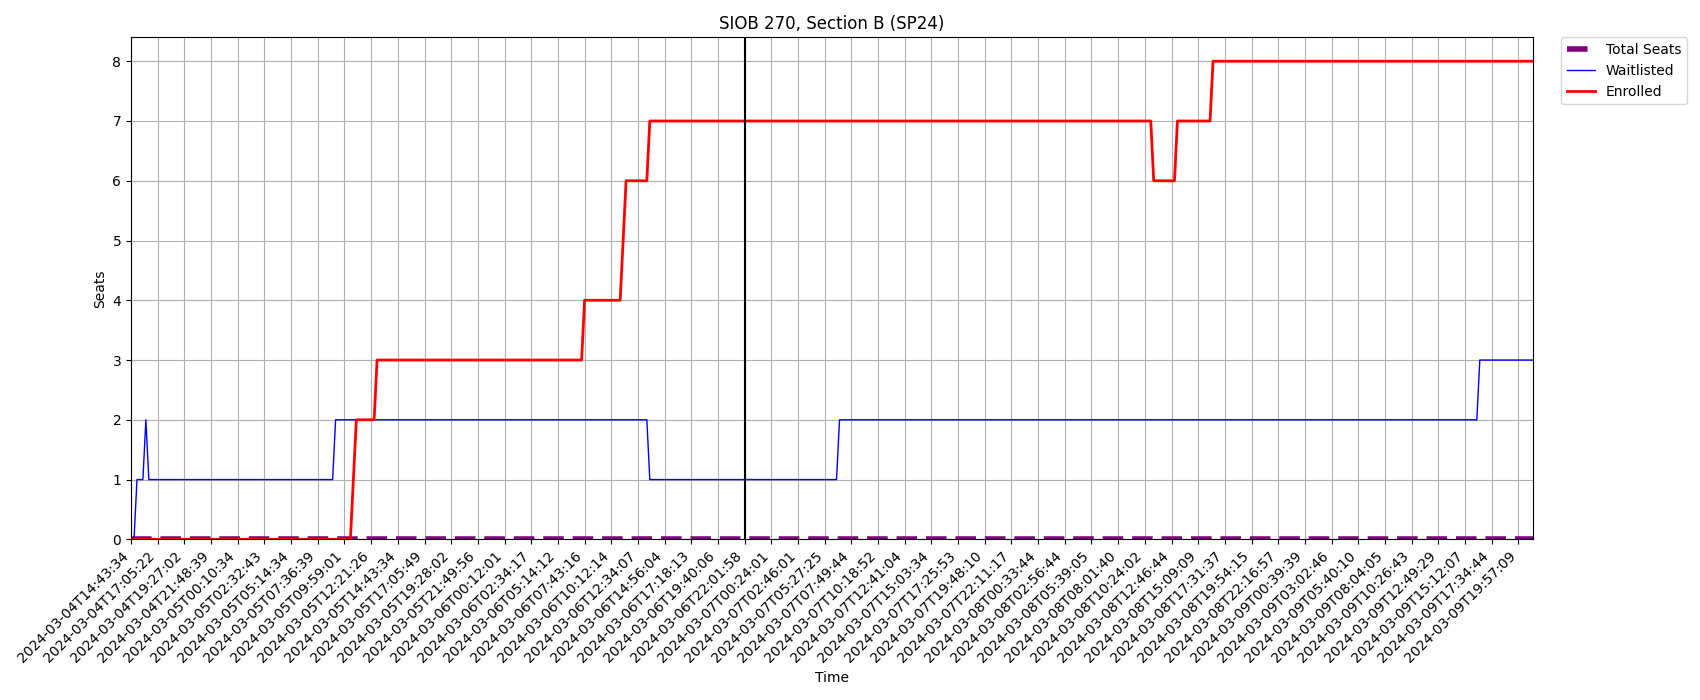 SIOB 270, Section B (SP24)
Total Seats
Waitlisted
Enrolled
8
7
6
5
4
3
2
1
0
Seats
2024-03-04T14:43:34
2024-03-04T17:05:22
2024-03-04T19:27:02
2024-03-04T21:48:39
2024-03-05T00:10:34
2024-03-05T02:32:43
2024-03-05T05:14:34
2024-03-05T07:36:39
2024-03-05T09:59:01
2024-03-05T12:21:26
2024-03-05T14:43:34
2024-03-05T17:05:49
2024-03-05T19:28:02
2024-03-05T21:49:56
2024-03-06T00:12:01
2024-03-06T02:34:17
2024-03-06T05:14:12
2024-03-06T07:43:16
2024-03-06T10:12:14
2024-03-06T12:34:07
2024-03-06T14:56:04
2024-03-06T17:18:13
2024-03-06T19:40:06
2024-03-06T22:01:58
2024-03-07T00:24:01
2024-03-07T02:46:01
2024-03-07T05:27:25
2024-03-07T07:49:44
2024-03-07T10:18:52
2024-03-07T12:41:04
2024-03-07T15:03:34
2024-03-07T17:25:53
2024-03-07T19:48:10
2024-03-07T22:11:17
2024-03-08T00:33:44
2024-03-08T02:56:44
2024-03-08T05:39:05
2024-03-08T08:01:40
2024-03-08T10:24:02
2024-03-08T12:46:44
2024-03-08T15:09:09
2024-03-08T17:31:37
2024-03-08T19:54:15
2024-03-08T22:16:57
2024-03-09T00:39:39
2024-03-09T03:02:46
2024-03-09T05:40:10
2024-03-09T08:04:05
2024-03-09T10:26:43
2024-03-09T12:49:29
2024-03-09T15:12:07
2024-03-09T17:34:44
2024-03-09T19:57:09
Time